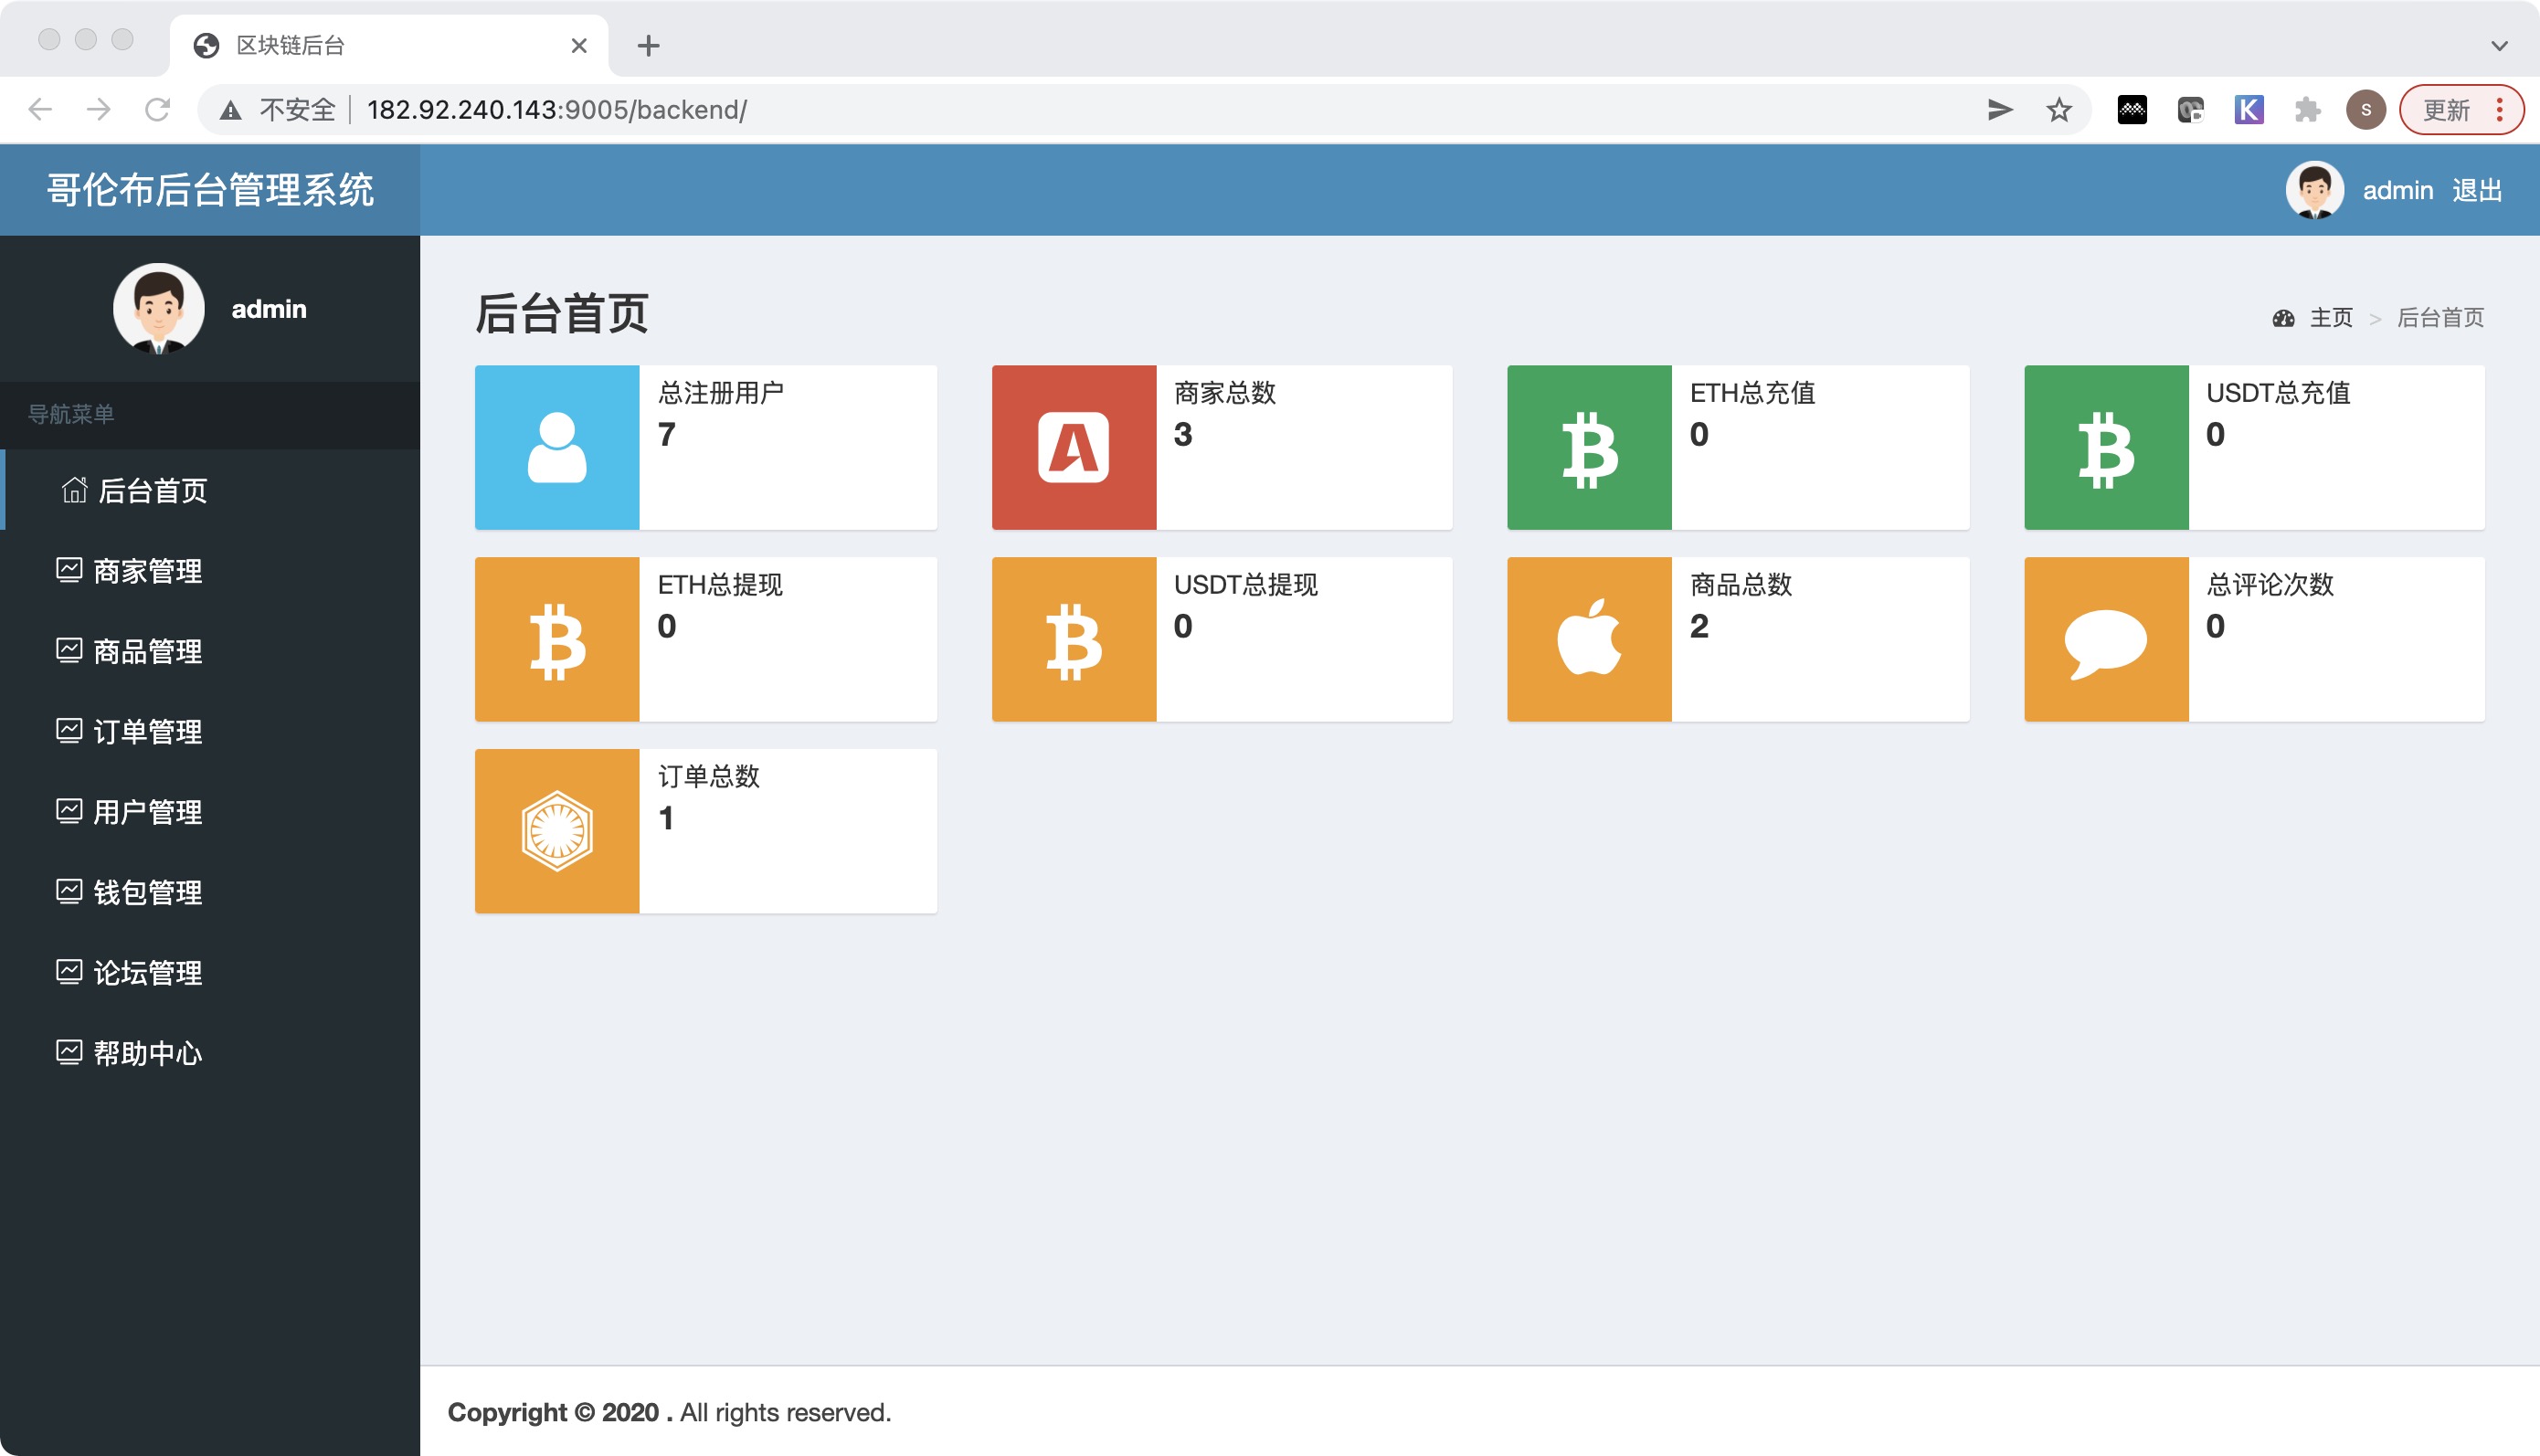 区块链后台
不安全 182.92.240.143:9005/backend/
S
更新
哥伦布后台管理系统
admin 退出
admin
导航菜单
后台首页
商家管理
商品管理
订单管理
用户管理
钱包管理
论坛管理
帮助中心
后台首页
主页 > 后台首页
总注册用户
7
商家总数
3
ETH总充值
0
USDT总充值
0
ETH总提现
0
USDT总提现
0
商品总数
2
总评论次数
0
订单总数
1
Copyright © 2020 . All rights reserved.